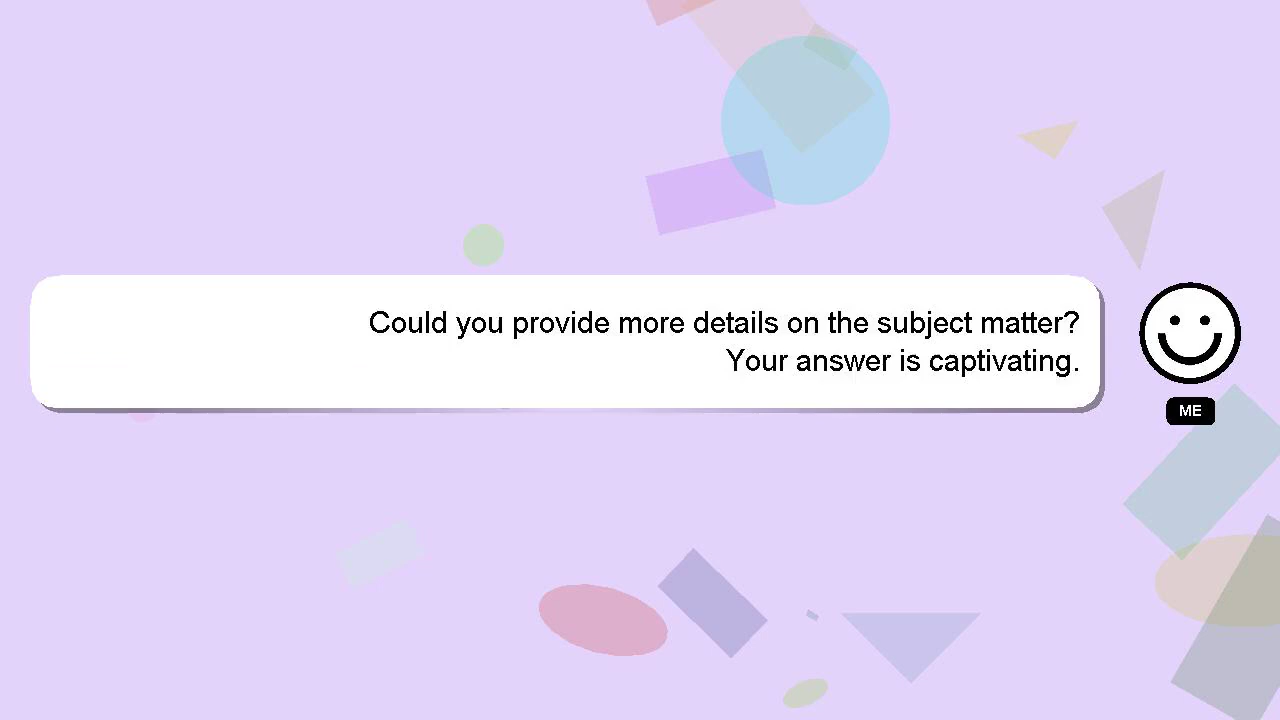 Could you provide more details on the subject matter?
Your answer is captivating.
ME